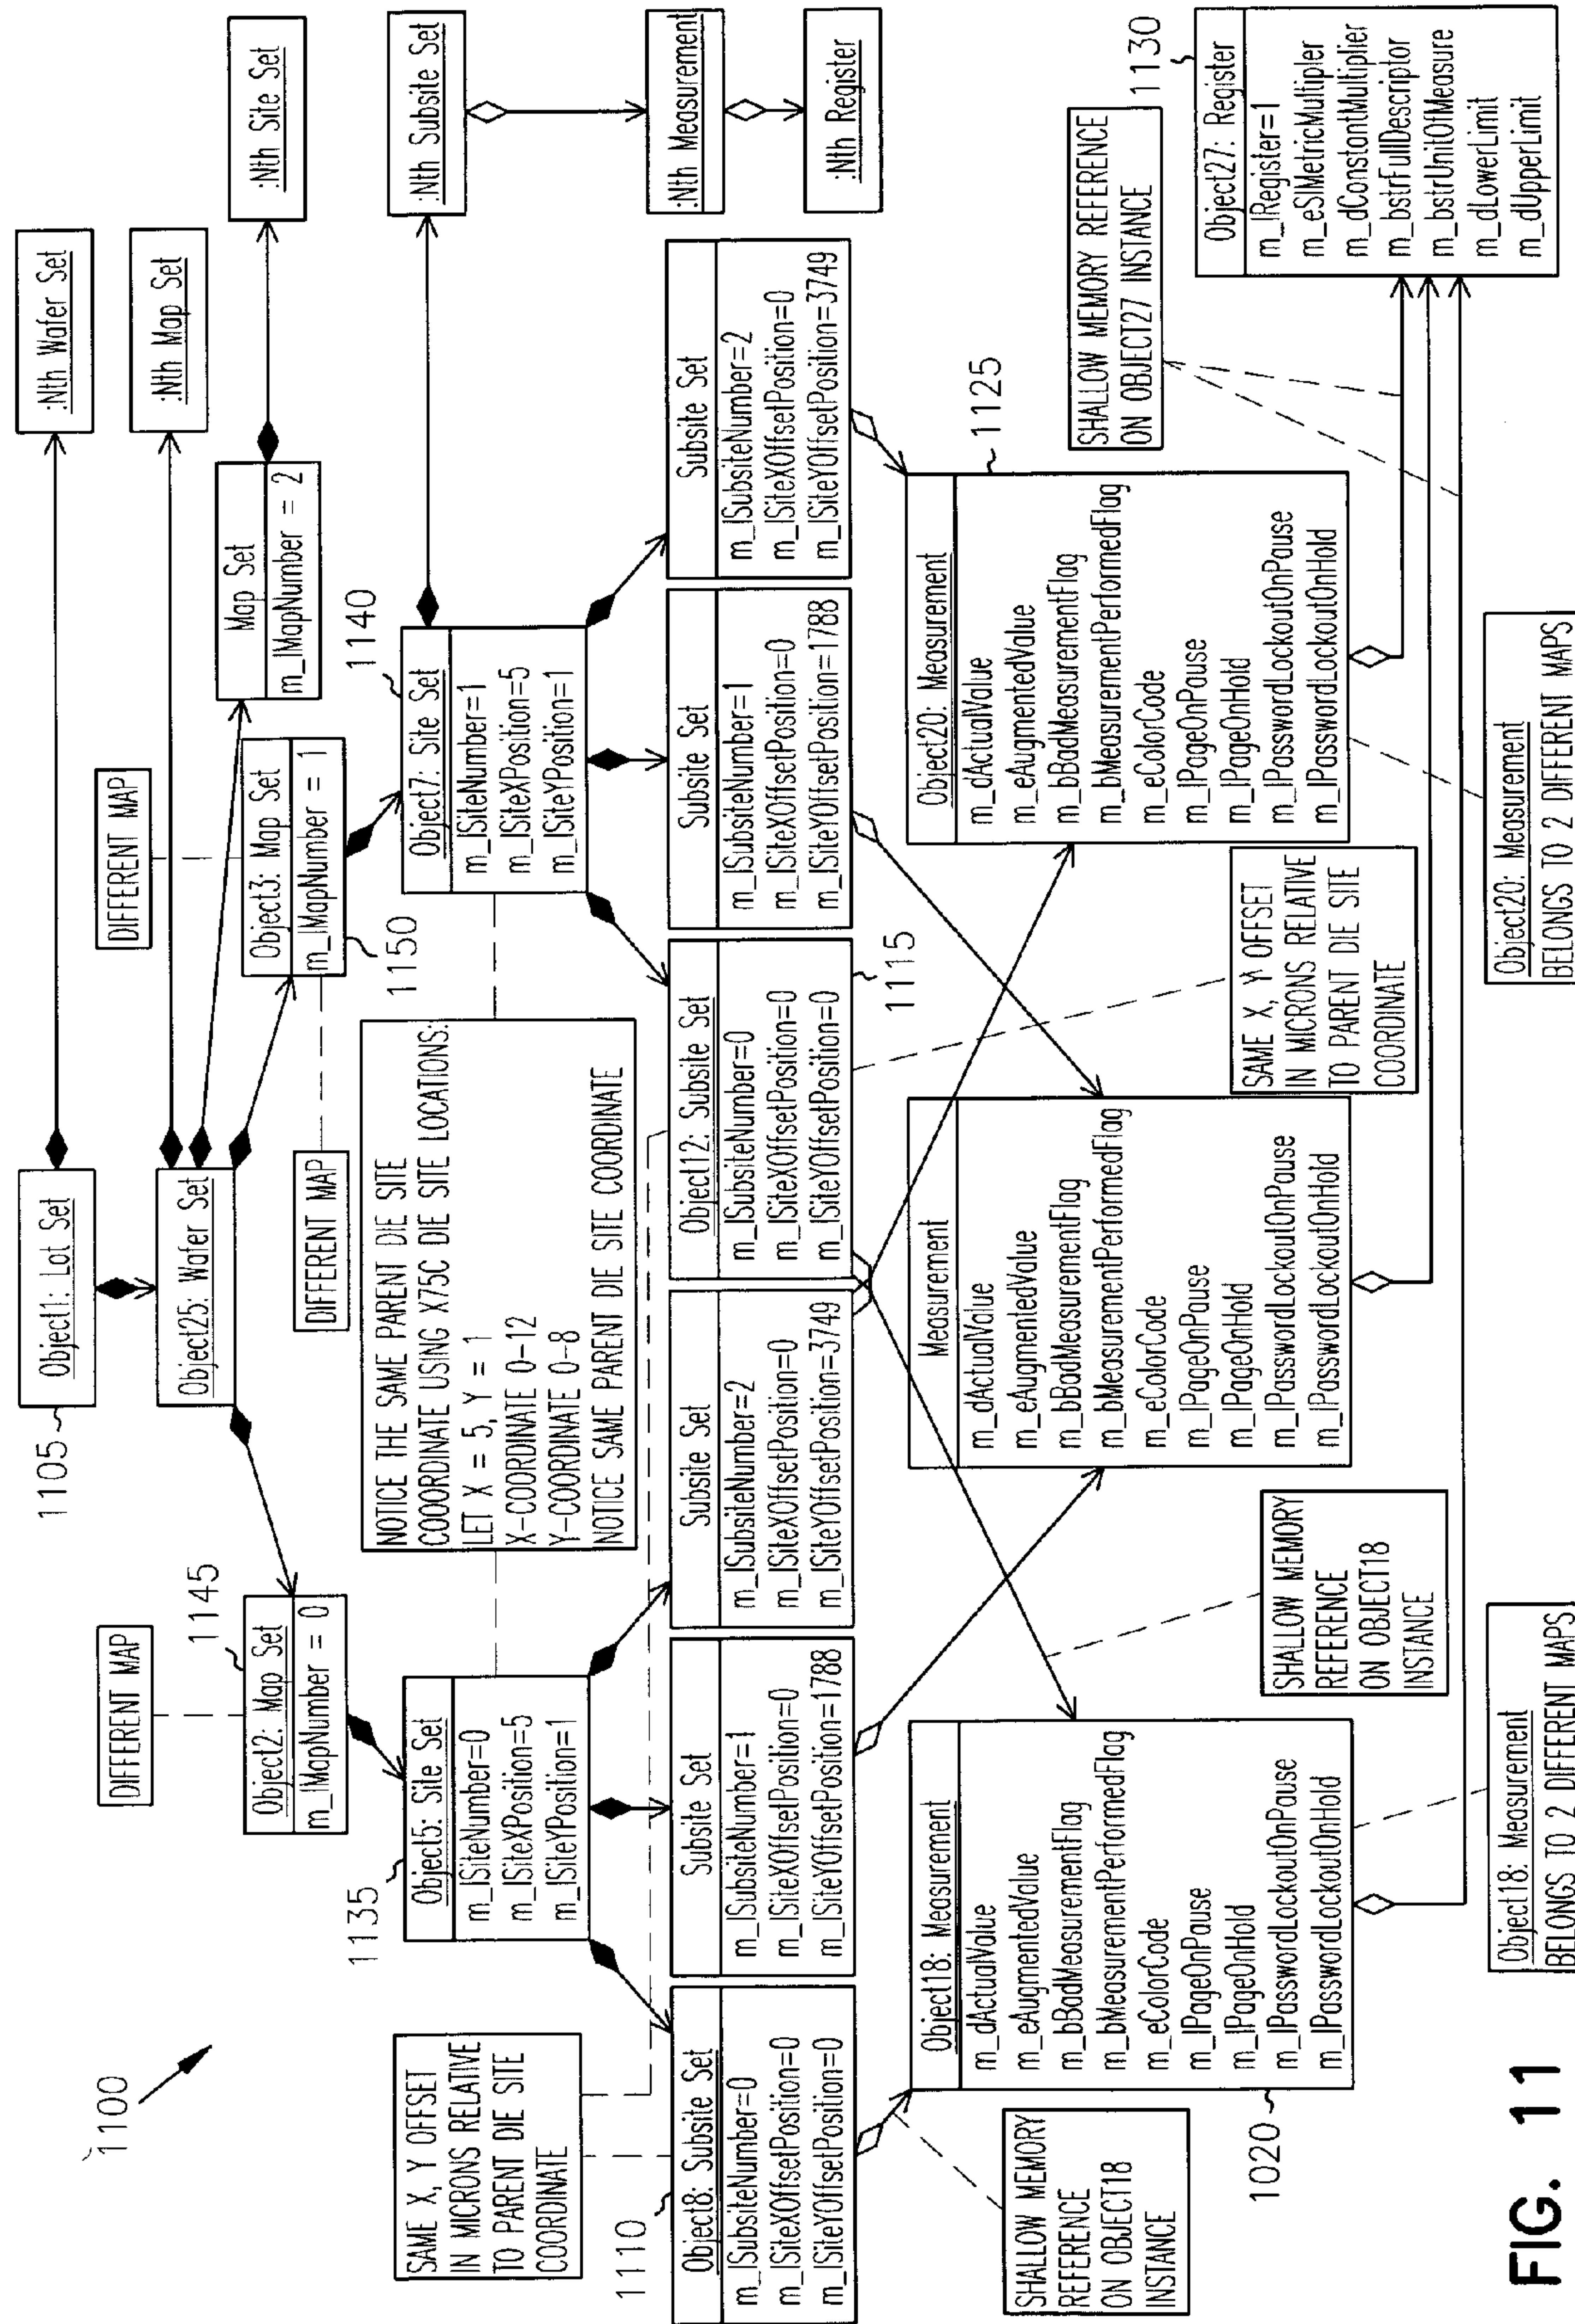 1100
1105
Object1: Lot Set
:Nth Wafer Set
Object25: Wafer Set
:Nth Map Set
DIFFERENT MAP
1145
Object2: Map Set
m_lMapNumber = 0
DIFFERENT MAP
DIFFERENT MAP
Object3: Map Set
m_lMapNumber = 1
1150
Map Set
m_lMapNumber = 2
:Nth Site Set
1135
Object5: Site Set
m_lSiteNumber=0
m_lSiteXPosition=5
m_lSiteYPosition=1
NOTICE THE SAME PARENT DIE SITE
COOORDINATE USING X75C DIE SITE LOCATIONS:
LET X = 5, Y = 1
X-COORDINATE 0-12
Y-COORDINATE 0-8
NOTICE SAME PARENT DIE SITE COORDINATE
1140
Object7: Site Set
m_lSiteNumber=1
m_lSiteXPosition=5
m_lSiteYPosition=1
:Nth Subsite Set
SAME X, Y OFFSET
IN MICRONS RELATIVE
TO PARENT DIE SITE
COORDINATE
1110
Object8: Subsite Set
m_lSubsiteNumber=0
m_lSiteXOffsetPosition=0
m_lSiteYOffsetPosition=0
Subsite Set
m_lSubsiteNumber=1
m_lSiteXOffsetPosition=0
m_lSiteYOffsetPosition=1788
Subsite Set
m_lSubsiteNumber=2
m_lSiteXOffsetPosition=0
m_lSiteYOffsetPosition=3749
Object12: Subsite Set
m_lSubsiteNumber=0
m_lSiteXOffsetPosition=0
m_lSiteYOffsetPosition=0
1115
Subsite Set
m_lSubsiteNumber=1
m_lSiteXOffsetPosition=0
m_lSiteYOffsetPosition=1788
Subsite Set
m_lSubsiteNumber=2
m_lSiteXOffsetPosition=0
m_lSiteYOffsetPosition=3749
:Nth Measurement
:Nth Register
SHALLOW MEMORY
REFERENCE
ON OBJECT18
INSTANCE
1020
Object18: Measurement
m_dActualValue
m_eAugmentedValue
m_bBadMeasurementFlag
m_bMeasurementPerformedFlag
m_eColorCode
m_lPageOnPause
m_lPageOnHold
m_lPasswordLockoutOnPause
m_lPasswordLockoutOnHold
SHALLOW MEMORY
REFERENCE
ON OBJECT18
INSTANCE
Measurement
m_dActualValue
m_eAugmentedValue
m_bBadMeasurementFlag
m_bMeasurementPerformedFlag
m_eColorCode
m_lPageOnPause
m_lPageOnHold
m_lPasswordLockoutOnPause
m_lPasswordLockoutOnHold
SAME X, Y OFFSET
IN MICRONS RELATIVE
TO PARENT DIE SITE
COORDINATE
1125
Object20: Measurement
m_dActualValue
m_eAugmentedValue
m_bBadMeasurementFlag
m_bMeasurementPerformedFlag
m_eColorCode
m_lPageOnPause
m_lPageOnHold
m_lPasswordLockoutOnPause
m_lPasswordLockoutOnHold
SHALLOW MEMORY REFERENCE
ON OBJECT27 INSTANCE
1130
Object27: Register
m_lRegister=1
m_eSIMetricMultipler
m_dConstantMultiplier
m_bstrFullDescriptor
m_bstrUnitOfMeasure
m_dLowerLimit
m_dUpperLimit
Object18: Measurement
BELONGS TO 2 DIFFERENT MAPS
Object20: Measurement
BELONGS TO 2 DIFFERENT MAPS
FIG. 11